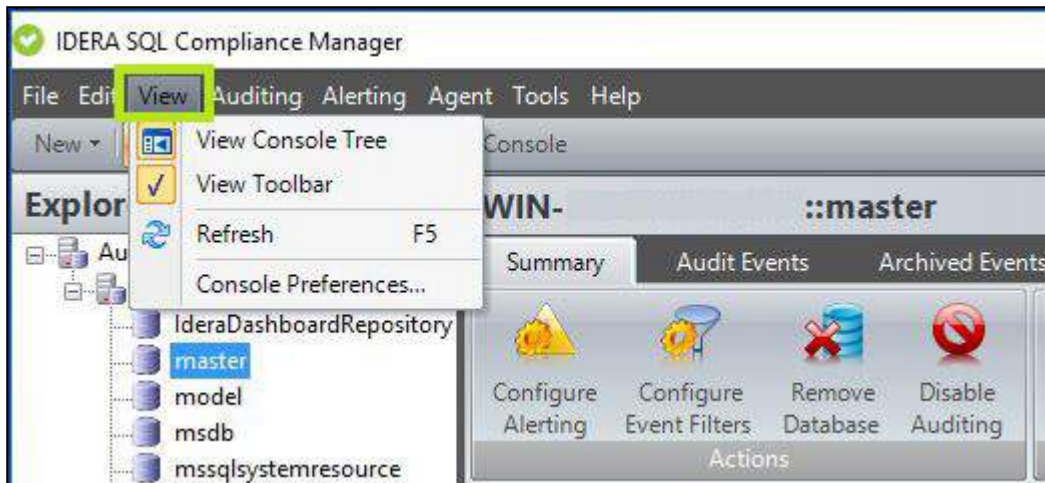 IDERA SQL Compliance Manager
File Edit View Auditing Alerting Agent Tools Help
New Console
View Console Tree
View Toolbar
Refresh F5
Console Preferences...
Explor
Au
IderaDashboardRepository
master
model
msdb
mssqlsystemresource
WIN- ::master
Summary Audit Events Archived Events
Configure Alerting
Configure Event Filters
Remove Database
Disable Auditing
Actions